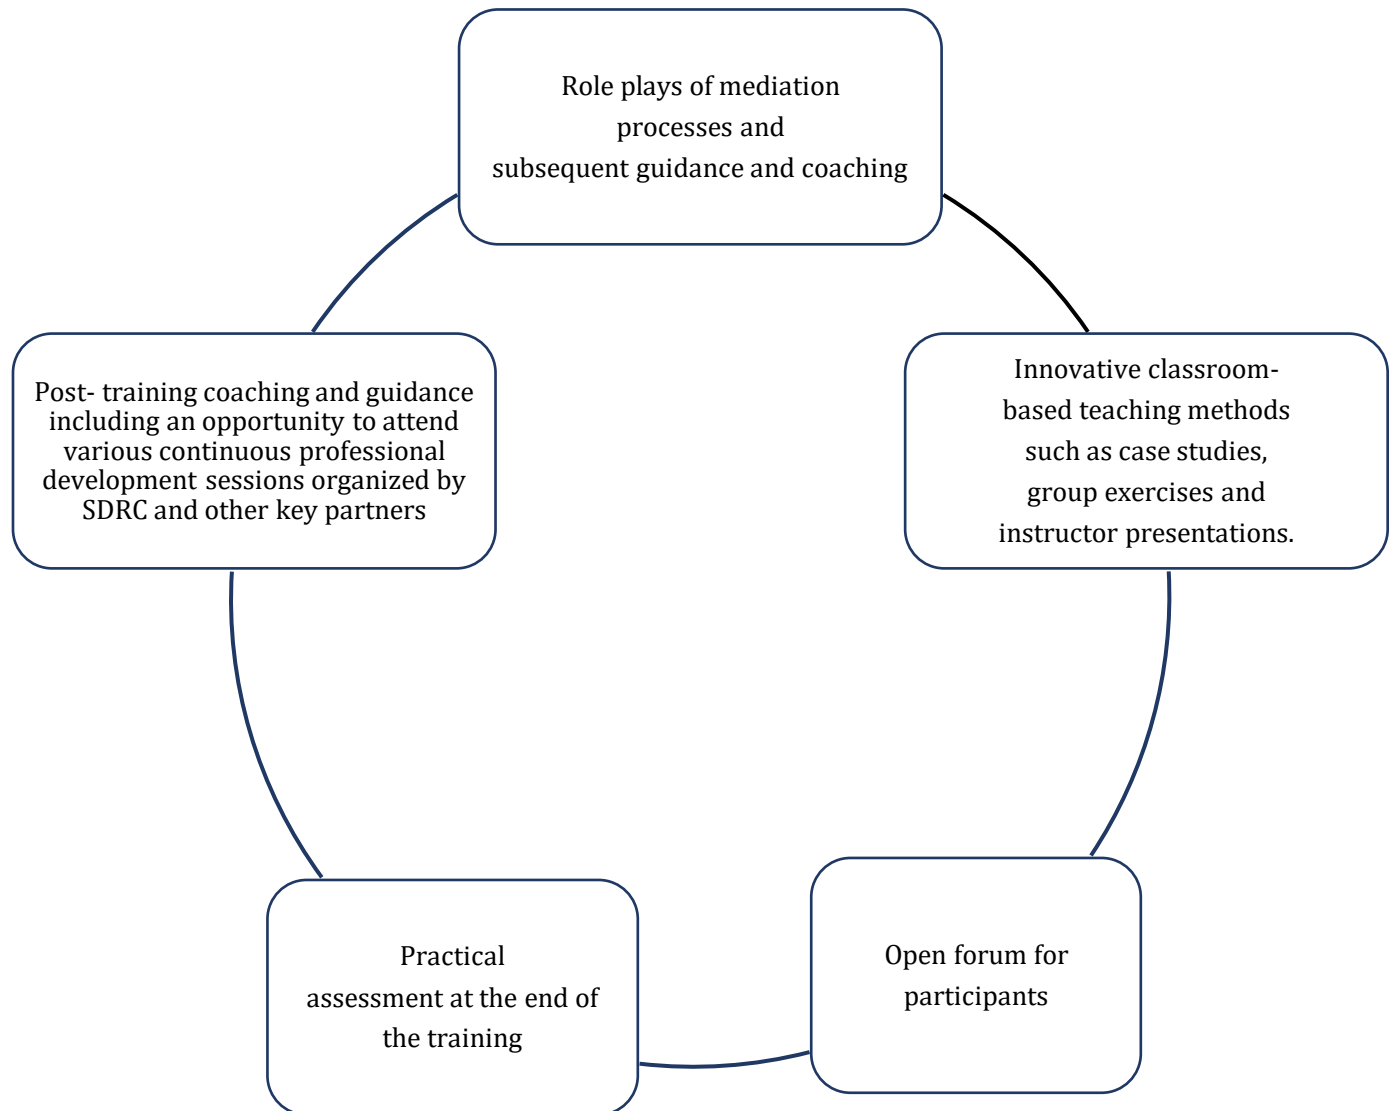 Role plays of mediation
processes and
subsequent guidance and coaching
Innovative classroom-
based teaching methods
such as case studies,
group exercises and
instructor presentations.
Open forum for
participants
Practical
assessment at the end of
the training
Post- training coaching and guidance
including an opportunity to attend
various continuous professional
development sessions organized by
SDRC and other key partners